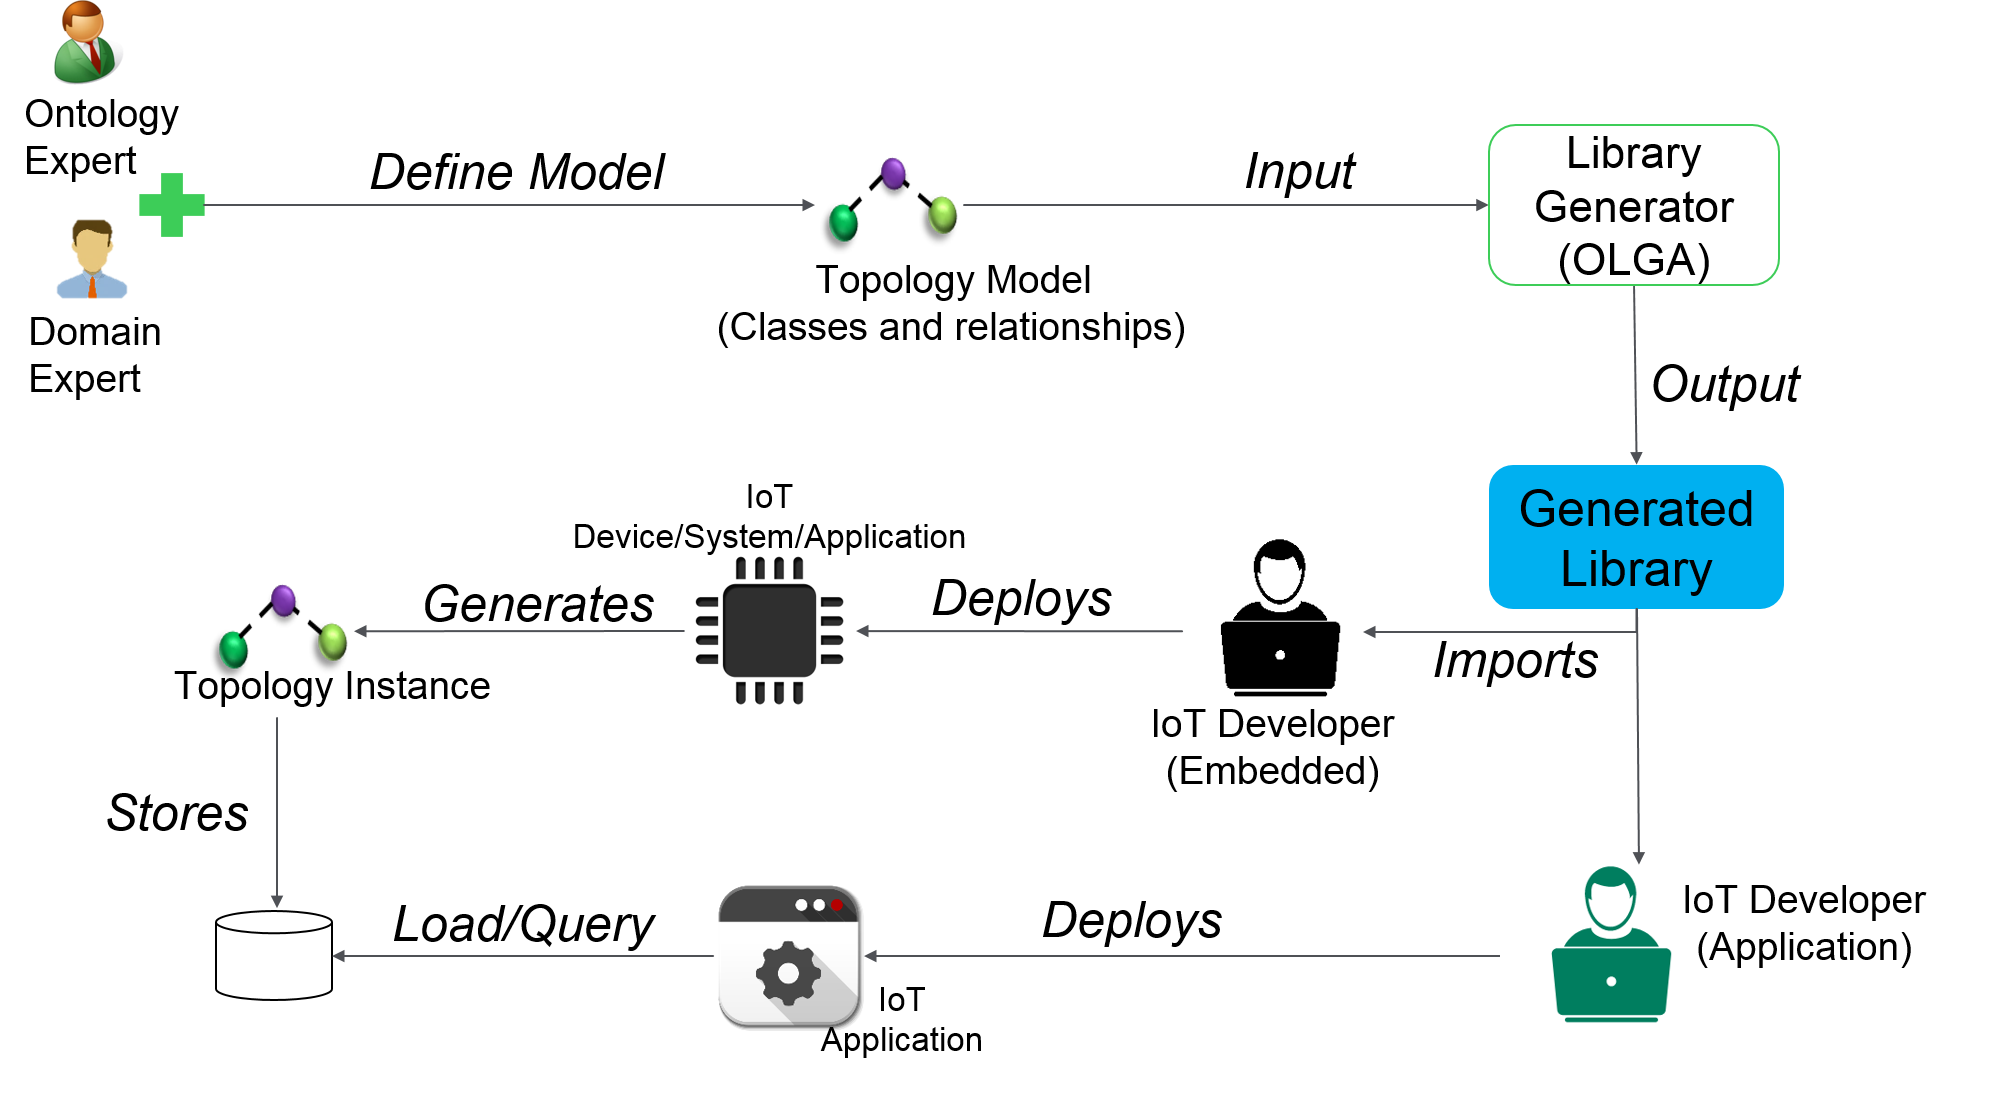 Ontology
Expert
Define Model
Input
Library
Generator
(OLGA)
Domain
Expert
Topology Model
(Classes and relationships)
Output
Generated
Library
IoT
Device/System/Application
Generates
Deploys
Imports
Topology Instance
IoT Developer
(Embedded)
Stores
Load/Query
Deploys
IoT Developer
(Application)
IoT
Application